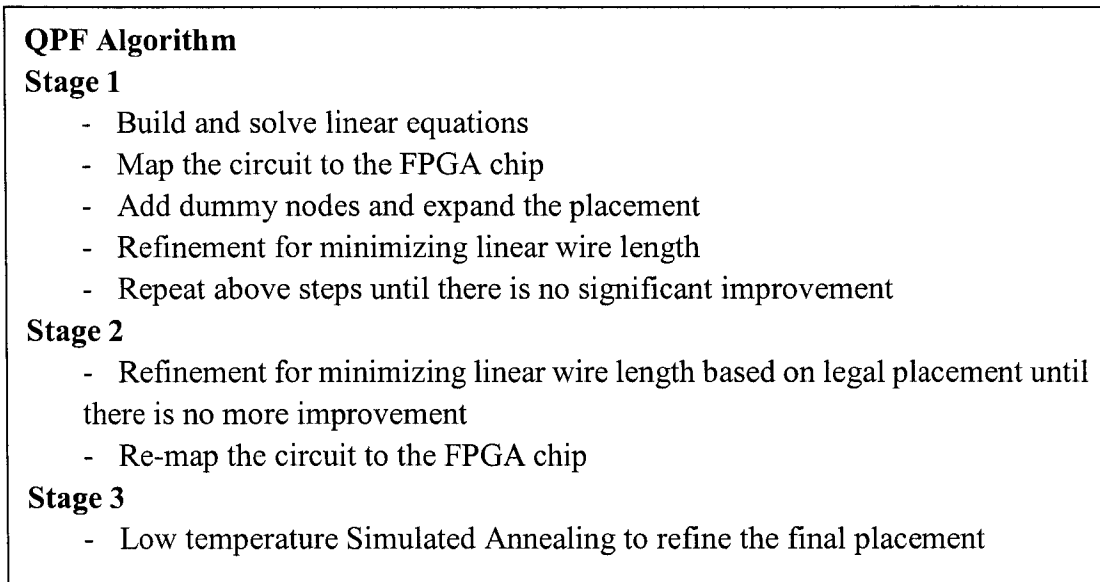 QPF Algorithm
Stage 1
- Build and solve linear equations
- Map the circuit to the FPGA chip
- Add dummy nodes and expand the placement
- Refinement for minimizing linear wire length
- Repeat above steps until there is no significant improvement
Stage 2
- Refinement for minimizing linear wire length based on legal placement until
there is no more improvement
- Re-map the circuit to the FPGA chip
Stage 3
- Low temperature Simulated Annealing to refine the final placement